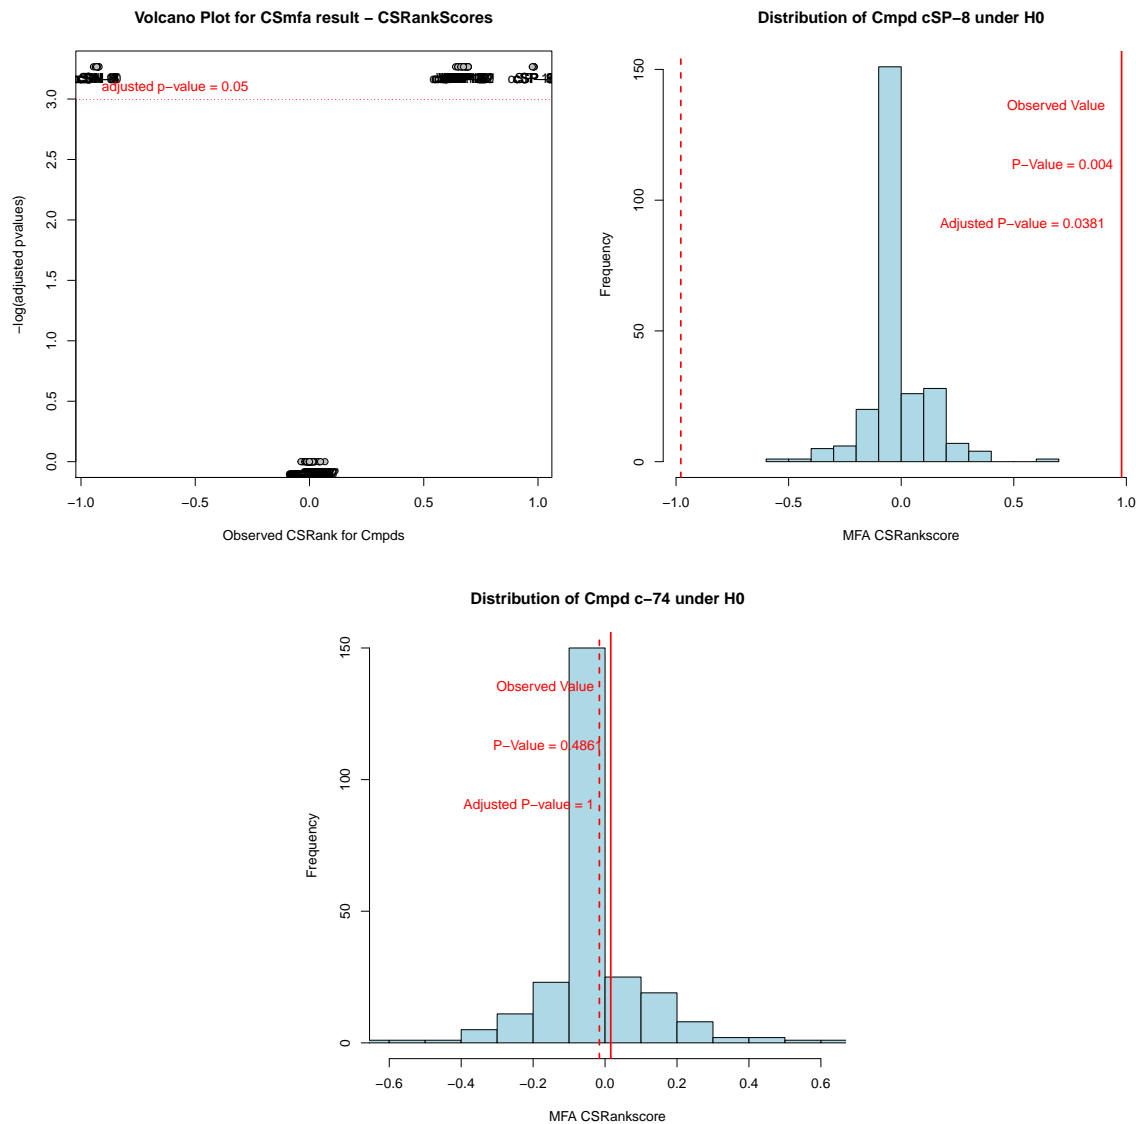 Volcano Plot for CSmfa result − CSRankScores
adjusted p−value = 0.05
3.0
2.5
2.0
1.5
1.0
0.5
0.0
−log(adjusted pvalues)
−1.0 −0.5 0.0 0.5 1.0
Observed CSRank for Cmpds
Distribution of Cmpd cSP−8 under H0
Observed Value
P−Value = 0.004
Adjusted P−value = 0.0381
150
100
50
0
Frequency
−1.0 −0.5 0.0 0.5 1.0
MFA CSRankscore
Distribution of Cmpd c−74 under H0
Observed Value
P−Value = 0.4861
Adjusted P−value = 1
150
100
50
0
Frequency
−0.6 −0.4 −0.2 0.0 0.2 0.4 0.6
MFA CSRankscore